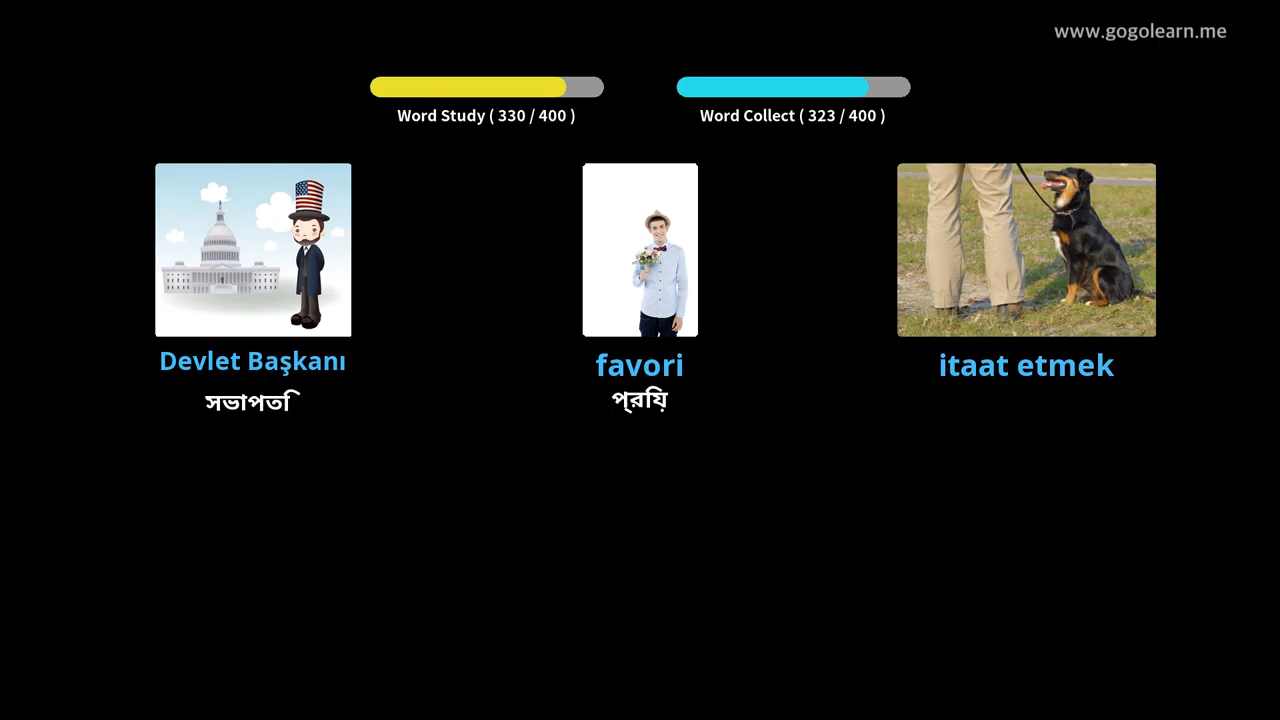 www.gogolearn.me
Word Study ( 330 / 400 )
Word Collect ( 323 / 400 )
Devlet Başkanı
favori
itaat etmek
সভাপতি
প্রিয়